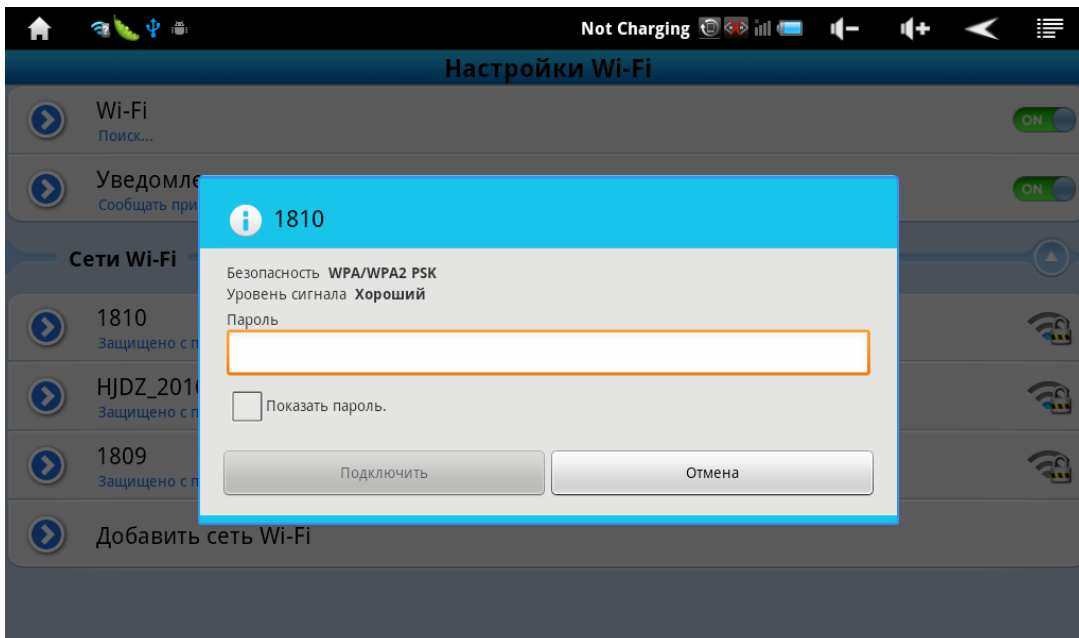 Not Charging
Настройки Wi-Fi
Wi-Fi
Поиск...
ON
Уведомле
Сообщать при
ON
1810
Сети Wi-Fi
Безопасность WPA/WPA2 PSK
Уровень сигнала Хороший
Пароль
Показать пароль.
Подключить
Отмена
1810
Защищено с п
HJDZ_201
Защищено с п
1809
Защищено с п
Добавить сеть Wi-Fi